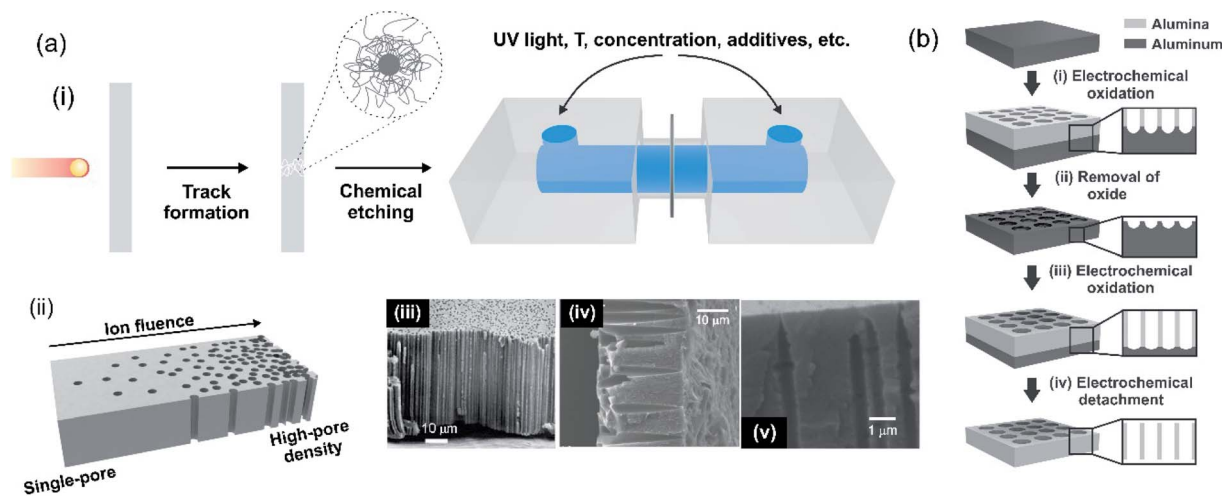 (a)
UV light, T, concentration, additives, etc.
(i)
Track
formation
Chemical
etching
(ii)
Ion fluence
Single-pore
High-pore
density
(iii)
10 µm
(iv)
10 µm
(v)
1 µm
(b)
Alumina
Aluminum
(i) Electrochemical
oxidation
(ii) Removal of
oxide
(iii) Electrochemical
oxidation
(iv) Electrochemical
detachment